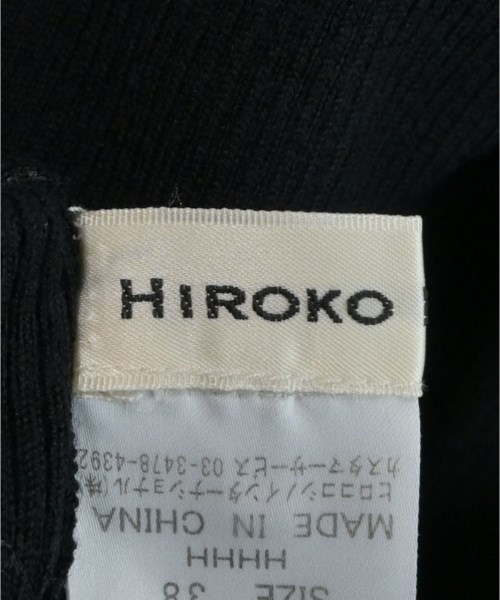 HIROKO
SIZE 38
HHHH
MADE IN CHINA
ヒロココシノインターナショナル(株)
カスタマーサービス 03-3478-4392